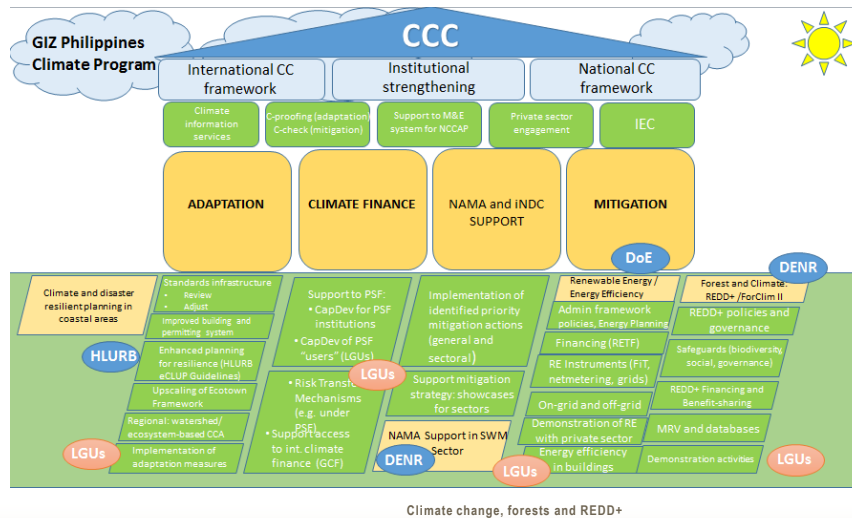 GIZ Philippines
Climate Program
CCC
International CC
framework
Institutional
strengthening
National CC
framework
Climate
information
services
C-proofing (adaptation)
C-check (mitigation)
Support to M&E
system for NCCAP
Private sector
engagement
IEC
ADAPTATION
CLIMATE FINANCE
NAMA and iNDC
SUPPORT
MITIGATION
DoE
DENR
Climate and disaster
resilient planning in
coastal areas
HLURB
LGUs
Standards infrastructure
• Review
• Adjust
Improved building and
permitting system
Enhanced planning
for resilience (HLURB
eCLUP Guidelines)
Upscaling of Ecotown
Framework
Regional: watershed/
ecosystem-based CCA
Implementation of
adaptation measures
Support to PSF:
• CapDev for PSF
institutions
• CapDev of PSF
"users" (LGUs)
LGUs
• Risk Transfer
Mechanisms
(e.g. under
PSF)
• Support access
to int. climate
finance (GCF)
Implementation of
identified priority
mitigation actions
(general and
sectoral)
Support mitigation
strategy: showcases
for sectors
NAMA Support in SWM
Sector
DENR
Renewable Energy /
Energy Efficiency
Admin framework
policies, Energy Planning
Financing (RETF)
RE Instruments (FiT,
netmetering, grids)
On-grid and off-grid
Demonstration of RE
with private sector
Energy efficiency
in buildings
LGUs
Forest and Climate:
REDD+ /ForClim II
REDD+ policies and
governance
Safeguards (biodiversity,
social, governance)
REDD+ Financing and
Benefit-sharing
MRV and databases
Demonstration activities
LGUs
Climate change, forests and REDD+